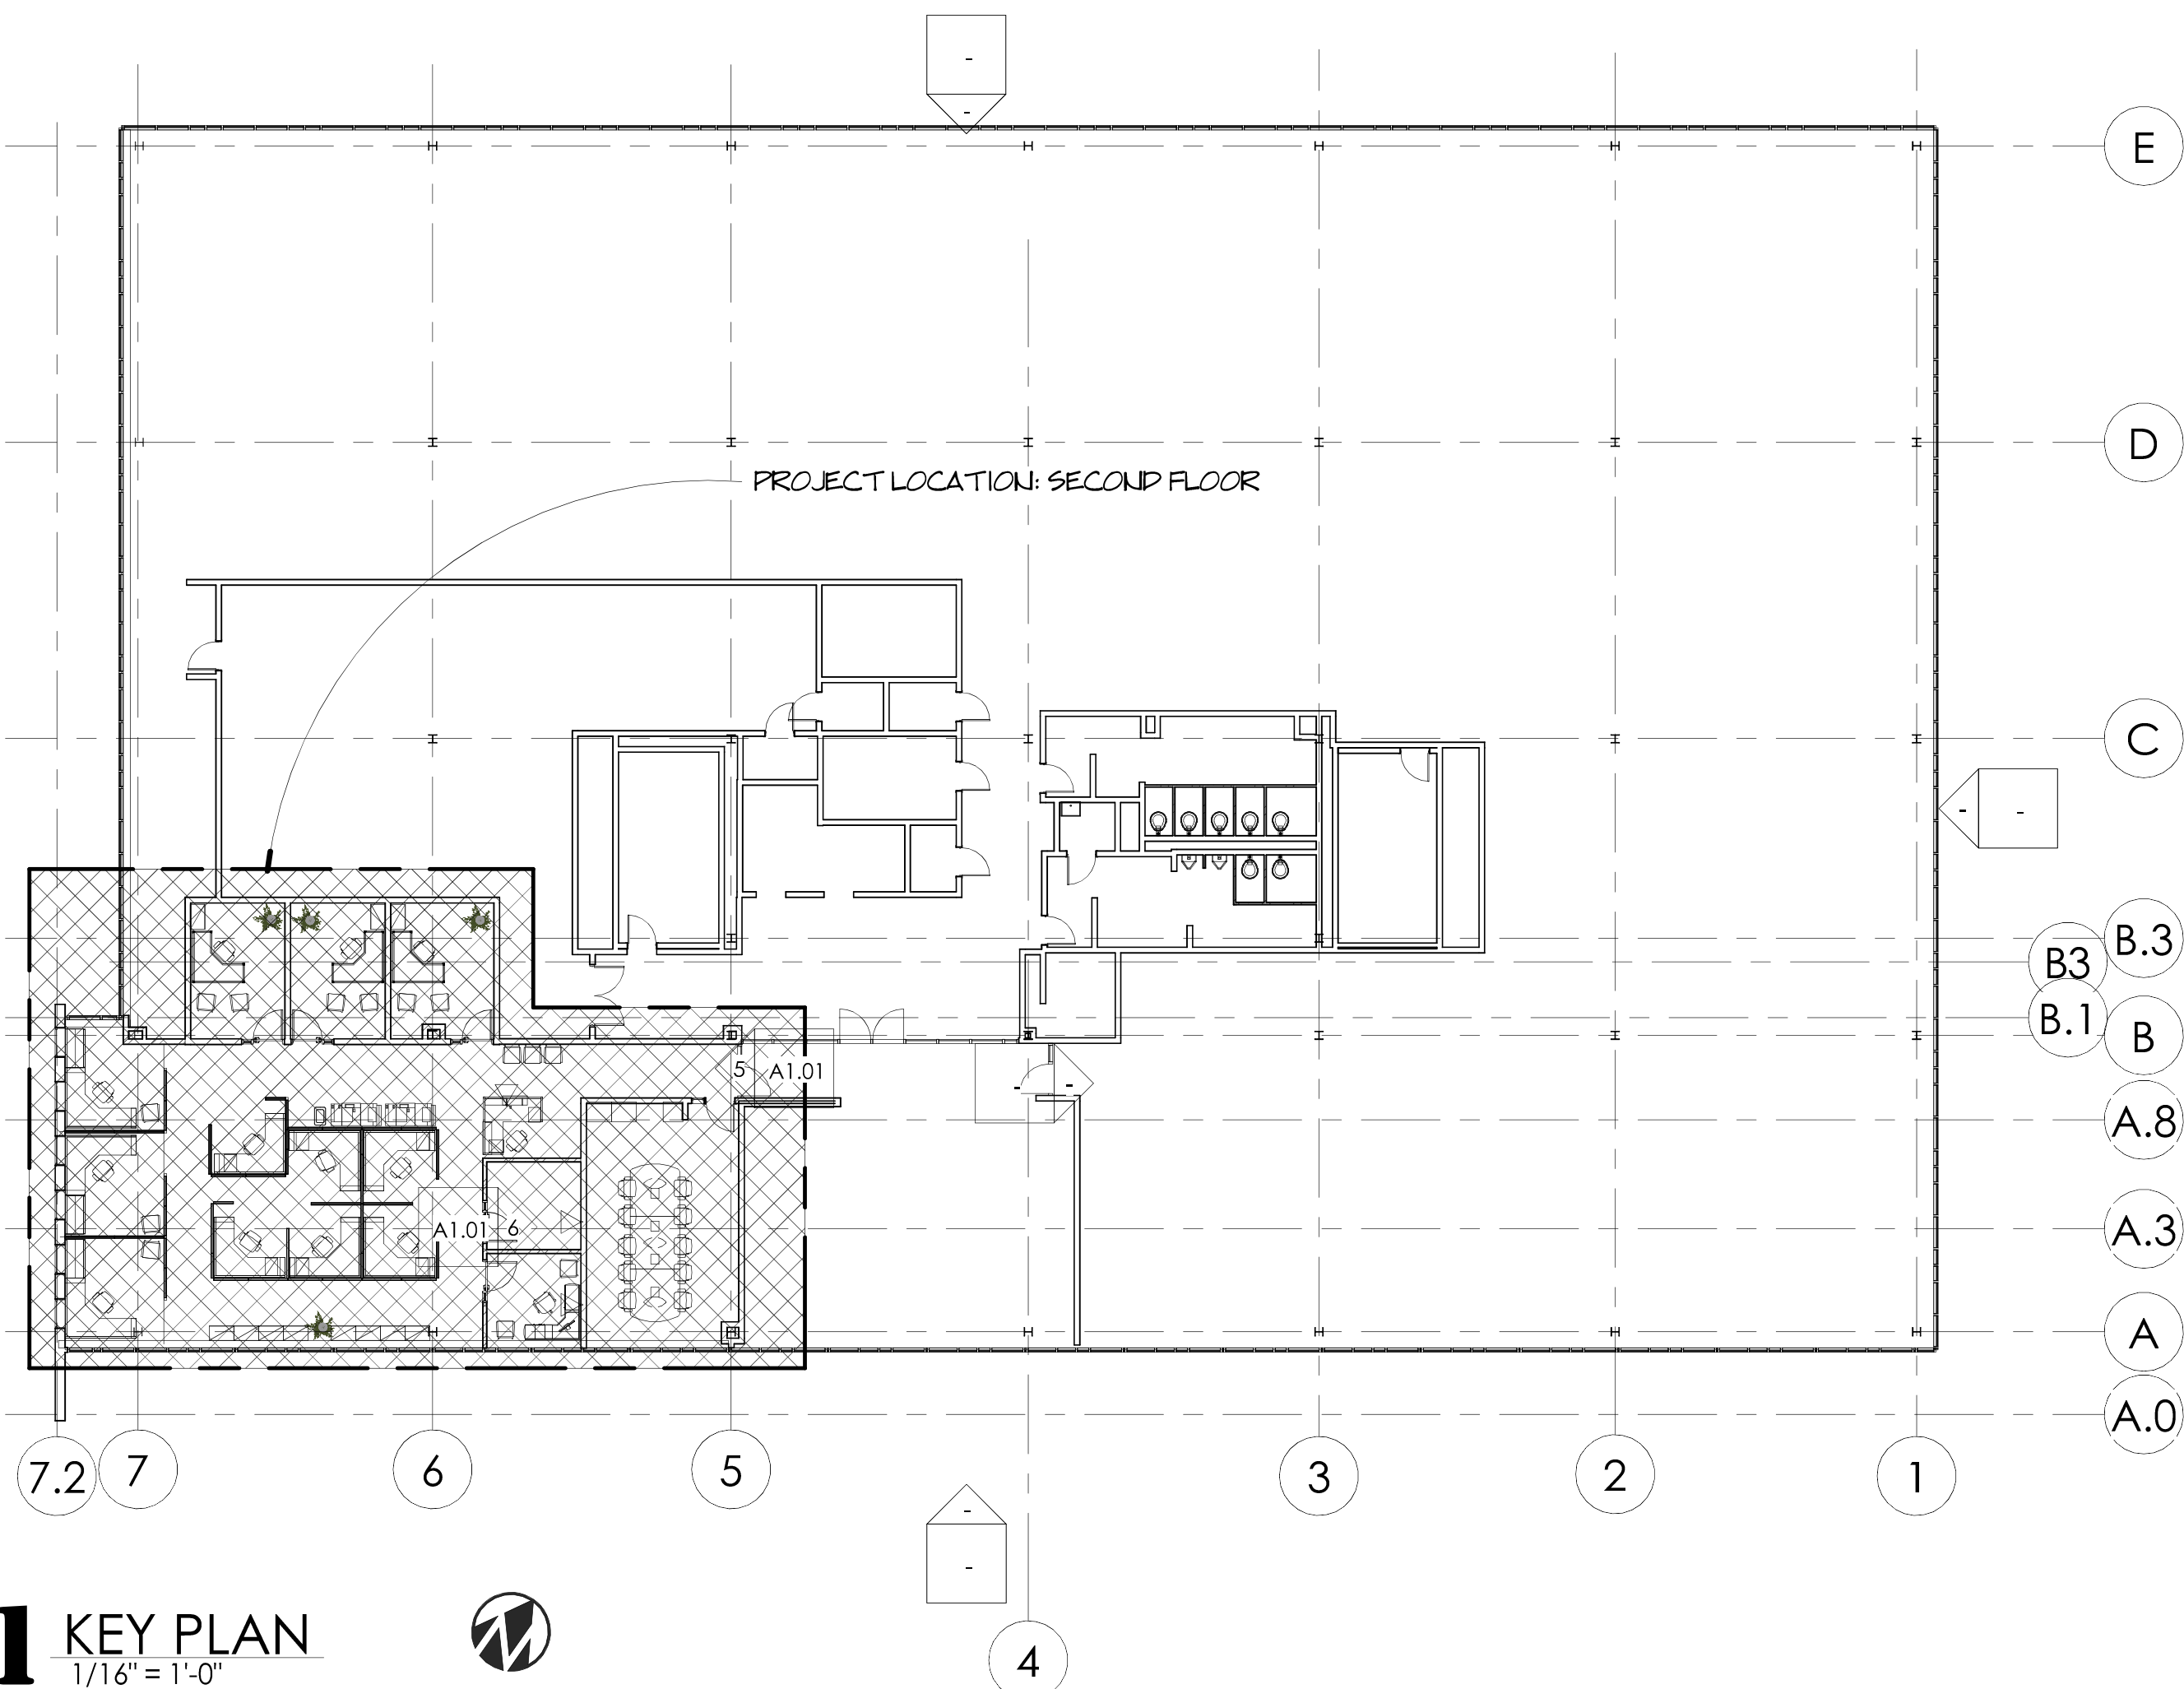 -
-
E
D
PROJECT LOCATION: SECOND FLOOR
C
-
-
B.3
B3
B.1
B
5
A1.01
-
-
A.8
A1.01
6
A.3
A
A.0
7.2
7
6
5
3
2
1
-
-
4
1
KEY PLAN
1/16" = 1'-0"